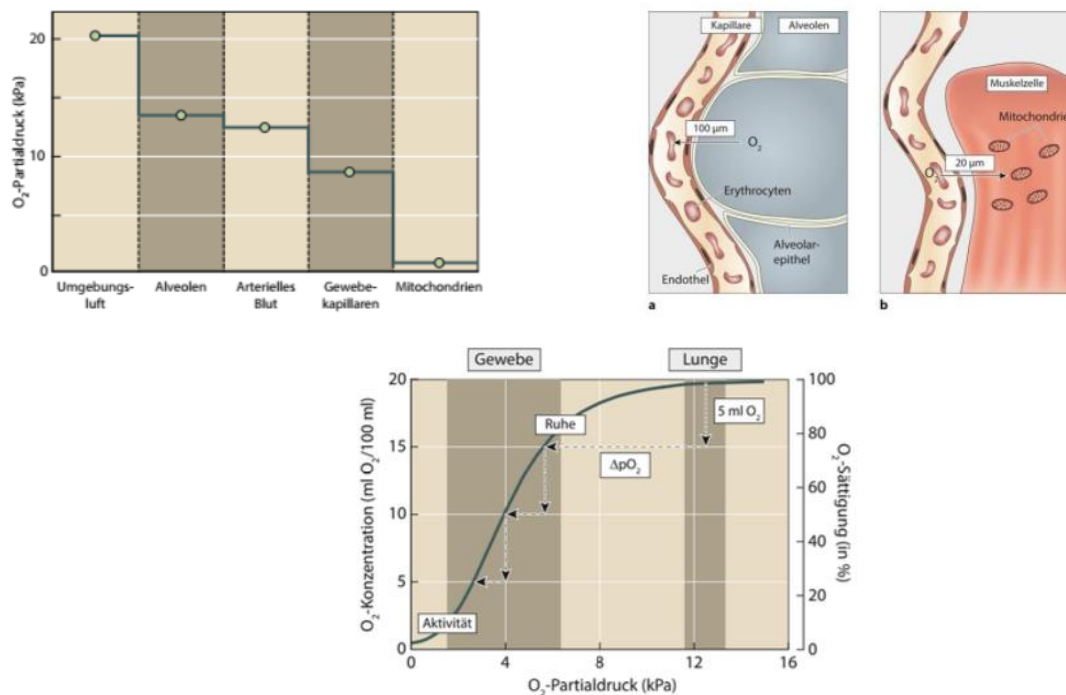 O₂-Partialdruck (kPa)
20
10
0
Umgebungs-
luft
Alveolen
Arterielles
Blut
Gewebe-
kapillaren
Mitochondrien
Kapillare
Alveolen
100 µm
O₂
Erythrocyten
Alveolar-
epithel
Endothel
a
Muskelzelle
Mitochondrie
O₂
20 µm
b
Gewebe
Lunge
O₂-Konzentration (ml O₂/100 ml)
20
15
10
5
0
Ruhe
5 ml O₂
ΔpO₂
Aktivität
100
80
60
40
20
0
O₂-Sättigung (in %)
0
4
8
12
16
O₂-Partialdruck (kPa)